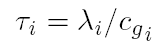 τ_i = λ_i / c_{g_i}